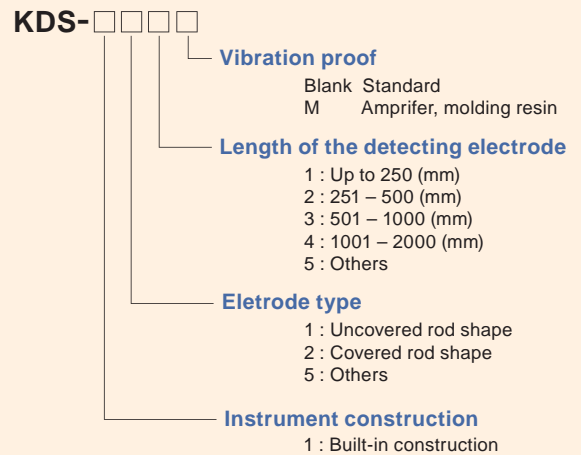 KDS-□□□□
Vibration proof
Blank Standard
M Amprifer, molding resin
Length of the detecting electrode
1 : Up to 250 (mm)
2 : 251 – 500 (mm)
3 : 501 – 1000 (mm)
4 : 1001 – 2000 (mm)
5 : Others
Eletrode type
1 : Uncovered rod shape
2 : Covered rod shape
5 : Others
Instrument construction
1 : Built-in construction